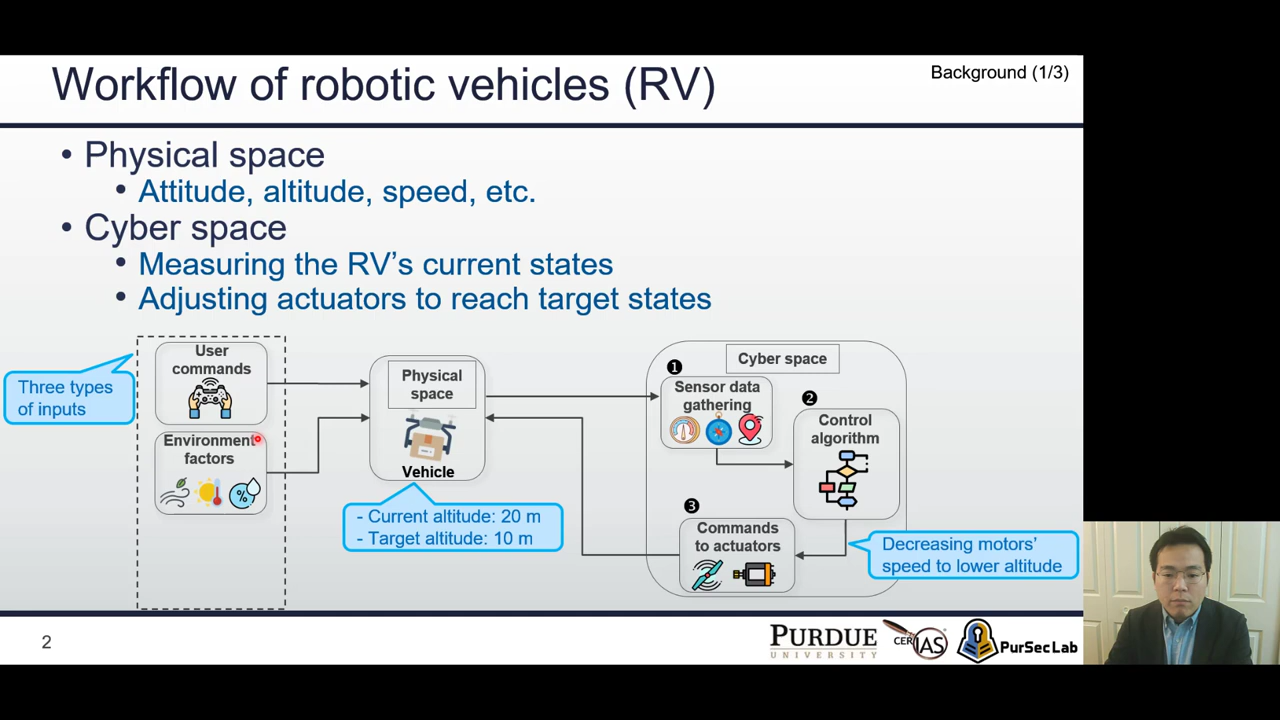 Workflow of robotic vehicles (RV)
Background (1/3)
• Physical space
• Attitude, altitude, speed, etc.
• Cyber space
• Measuring the RV’s current states
• Adjusting actuators to reach target states
Three types
of inputs
User
commands
Environment
factors
%
Physical
space
Vehicle
- Current altitude: 20 m
- Target altitude: 10 m
Cyber space
❶
Sensor data
gathering
❷
Control
algorithm
❸
Commands
to actuators
Decreasing motors’
speed to lower altitude
2
PURDUE
UNIVERSITY
CERIAS
PurSecLab